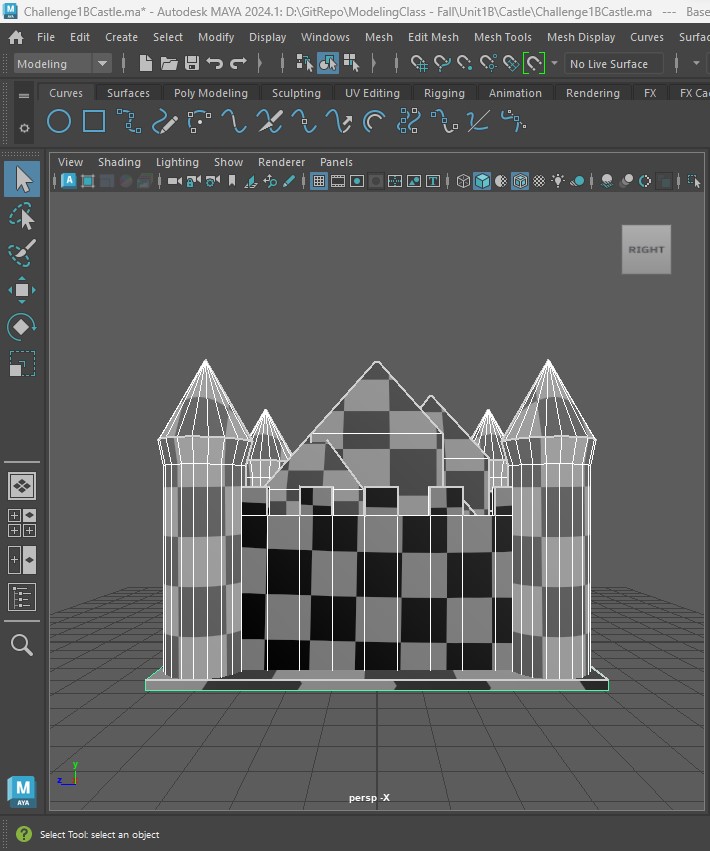 Challenge1BCastle.ma* - Autodesk MAYA 2024.1: D:\GitRepo\ModelingClass - Fall\Unit1B\Castle\Challenge1BCastle.ma --- Base
File Edit Create Select Modify Display Windows Mesh Edit Mesh Mesh Tools Mesh Display Curves Surfac
Modeling No Live Surface
Curves Surfaces Poly Modeling Sculpting UV Editing Rigging Animation Rendering FX FX Ca
View Shading Lighting Show Renderer Panels
RIGHT
y
z
persp -X
M
AYA
Select Tool: select an object